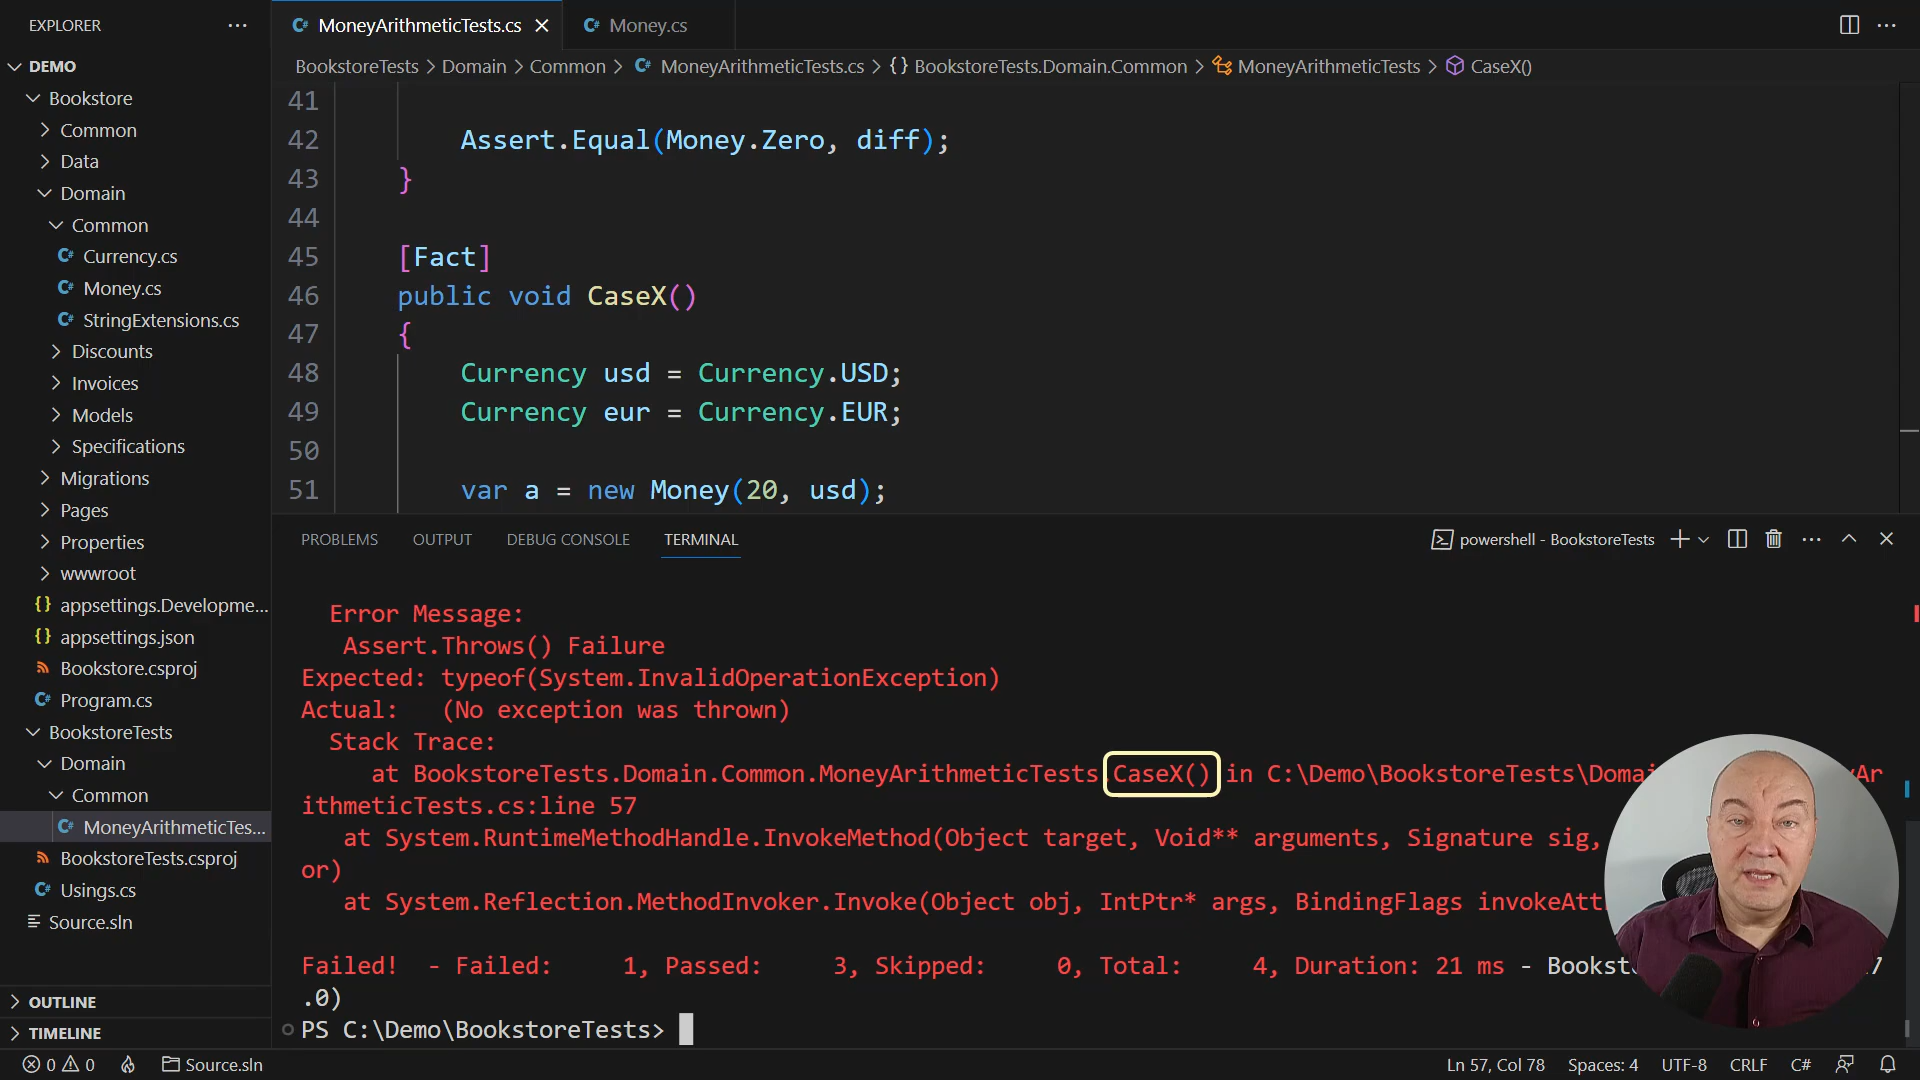 EXPLORER
DEMO
Bookstore
Common
Data
Domain
Common
Currency.cs
Money.cs
StringExtensions.cs
Discounts
Invoices
Models
Specifications
Migrations
Pages
Properties
wwwroot
appsettings.Developme...
appsettings.json
Bookstore.csproj
Program.cs
BookstoreTests
Domain
Common
MoneyArithmeticTes...
BookstoreTests.csproj
Usings.cs
Source.sln
OUTLINE
TIMELINE
MoneyArithmeticTests.cs
Money.cs
BookstoreTests > Domain > Common > MoneyArithmeticTests.cs > {} BookstoreTests.Domain.Common > MoneyArithmeticTests > CaseX()
41
42 Assert.Equal(Money.Zero, diff);
43 }
44
45 [Fact]
46 public void CaseX()
47 {
48 Currency usd = Currency.USD;
49 Currency eur = Currency.EUR;
50
51 var a = new Money(20, usd);
PROBLEMS OUTPUT DEBUG CONSOLE TERMINAL
powershell - BookstoreTests
Error Message:
Assert.Throws() Failure
Expected: typeof(System.InvalidOperationException)
Actual: (No exception was thrown)
Stack Trace:
at BookstoreTests.Domain.Common.MoneyArithmeticTests.CaseX() in C:\Demo\BookstoreTests\Domai yAr
ithmeticTests.cs:line 57
at System.RuntimeMethodHandle.InvokeMethod(Object target, Void** arguments, Signature sig,
or)
at System.Reflection.MethodInvoker.Invoke(Object obj, IntPtr* args, BindingFlags invokeAtt
Failed! - Failed: 1, Passed: 3, Skipped: 0, Total: 4, Duration: 21 ms - Bookst
.0)
PS C:\Demo\BookstoreTests>
0 0 Source.sln
Ln 57, Col 78 Spaces: 4 UTF-8 CRLF C#